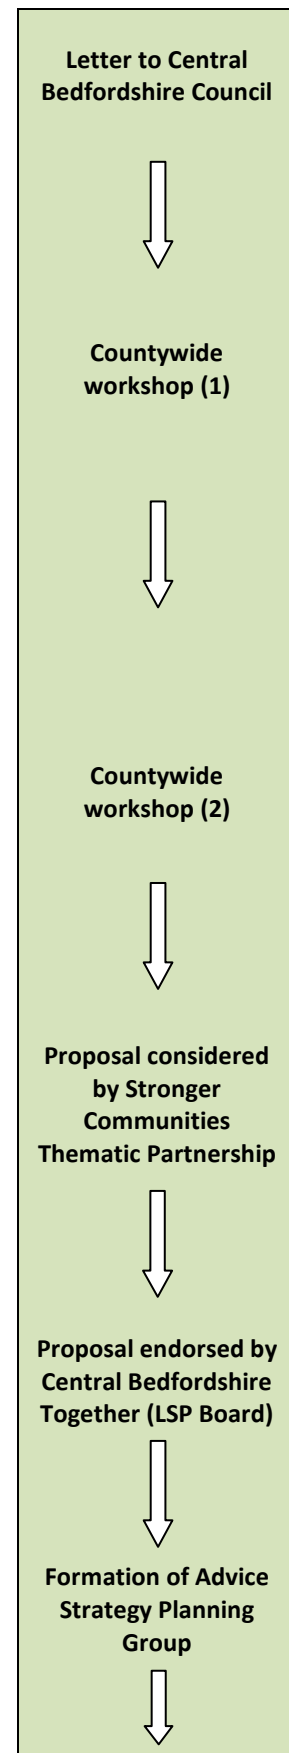 Letter to Central
Bedfordshire Council
Countywide
workshop (1)
Countywide
workshop (2)
Proposal considered
by Stronger
Communities
Thematic Partnership
Proposal endorsed by
Central Bedfordshire
Together (LSP Board)
Formation of Advice
Strategy Planning
Group